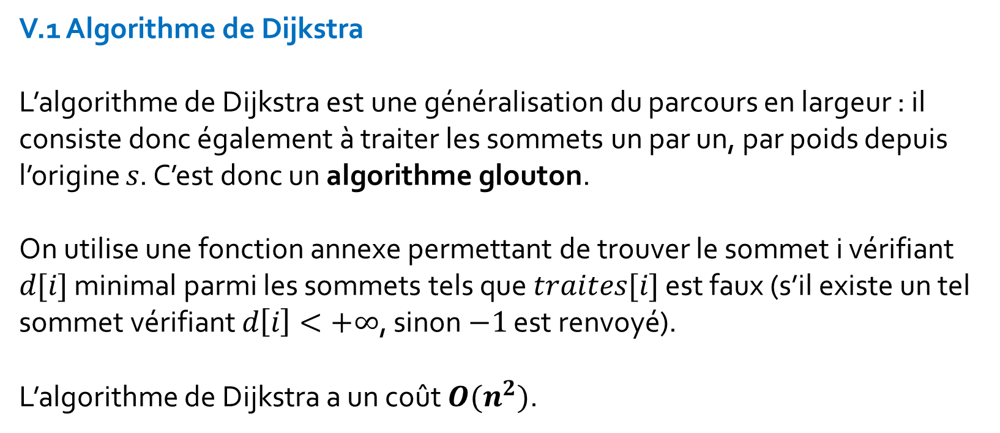 V.1 Algorithme de Dijkstra
L’algorithme de Dijkstra est une généralisation du parcours en largeur : il
consiste donc également à traiter les sommets un par un, par poids depuis
l’origine s. C’est donc un algorithme glouton.
On utilise une fonction annexe permettant de trouver le sommet i vérifiant
d[i] minimal parmi les sommets tels que traites[i] est faux (s’il existe un tel
sommet vérifiant d[i] < +∞, sinon −1 est renvoyé).
L’algorithme de Dijkstra a un coût O(n²).